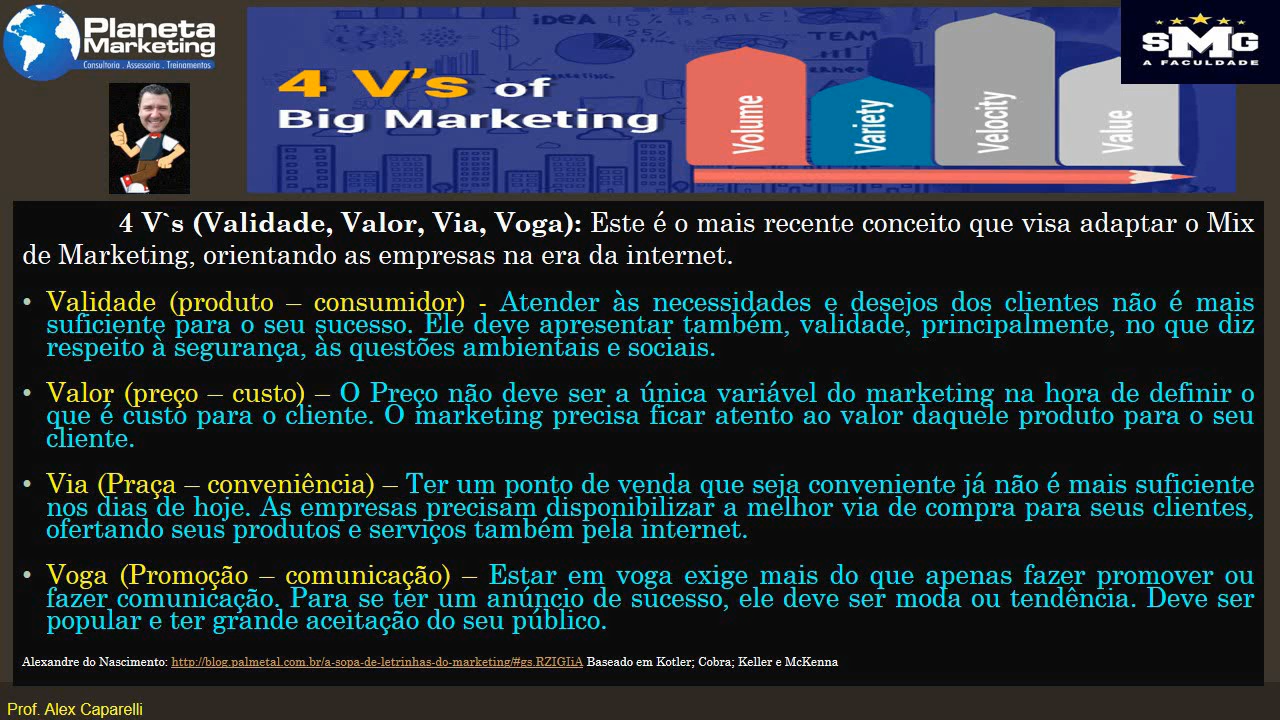 Planeta
Marketing
Consultoria . Assessoria . Treinamentos
IDEA 45% is SALE!
25%
TEAM
4 V's of
Big Marketing
Volume
Variety
Velocity
Value
SMG
A FACULDADE
4 V`s (Validade, Valor, Via, Voga): Este é o mais recente conceito que visa adaptar o Mix
de Marketing, orientando as empresas na era da internet.
• Validade (produto – consumidor) - Atender às necessidades e desejos dos clientes não é mais
suficiente para o seu sucesso. Ele deve apresentar também, validade, principalmente, no que diz
respeito à segurança, às questões ambientais e sociais.
• Valor (preço – custo) – O Preço não deve ser a única variável do marketing na hora de definir o
que é custo para o cliente. O marketing precisa ficar atento ao valor daquele produto para o seu
cliente.
• Via (Praça – conveniência) – Ter um ponto de venda que seja conveniente já não é mais suficiente
nos dias de hoje. As empresas precisam disponibilizar a melhor via de compra para seus clientes,
ofertando seus produtos e serviços também pela internet.
• Voga (Promoção – comunicação) – Estar em voga exige mais do que apenas fazer promover ou
fazer comunicação. Para se ter um anúncio de sucesso, ele deve ser moda ou tendência. Deve ser
popular e ter grande aceitação do seu público.
Alexandre do Nascimento: http://blog.palmetal.com.br/a-sopa-de-letrinhas-do-marketing/#gs.RZIGIiA Baseado em Kotler; Cobra; Keller e McKenna
Prof. Alex Caparelli